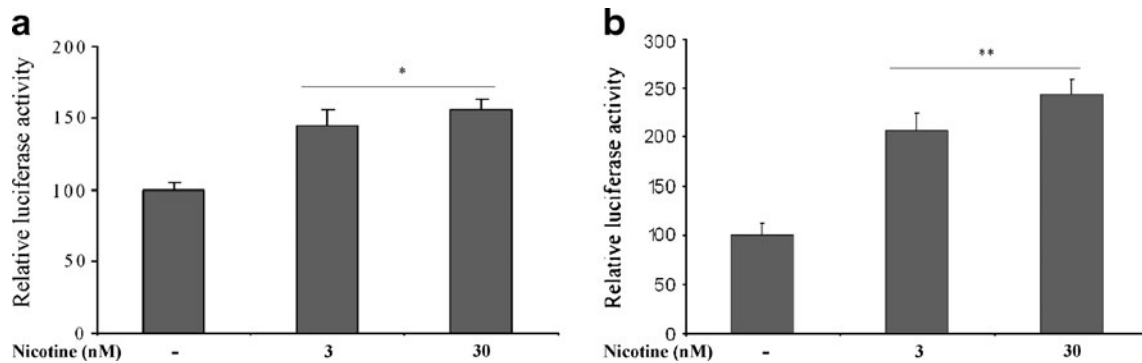 a
Relative luciferase activity
200
150
100
50
0
*
Nicotine (nM) - 3 30
b
Relative luciferase activity
300
250
200
150
100
50
0
**
Nicotine (nM) - 3 30